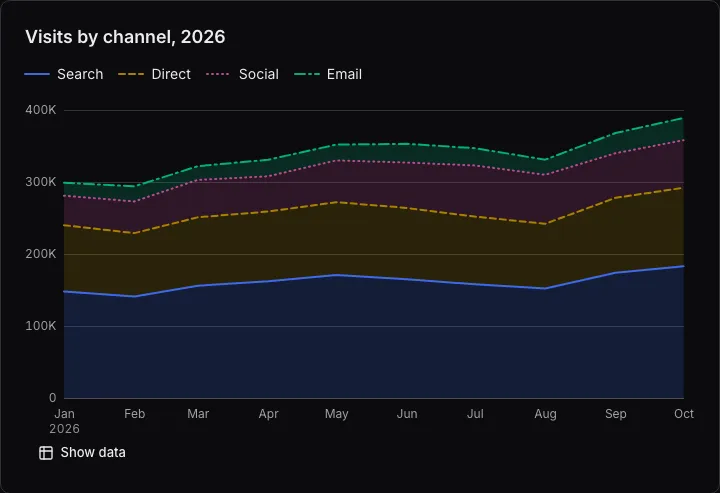 Visits by channel, 2026
Search Direct Social Email
400K
300K
200K
100K
0
Jan Feb Mar Apr May Jun Jul Aug Sep Oct
2026
Show data